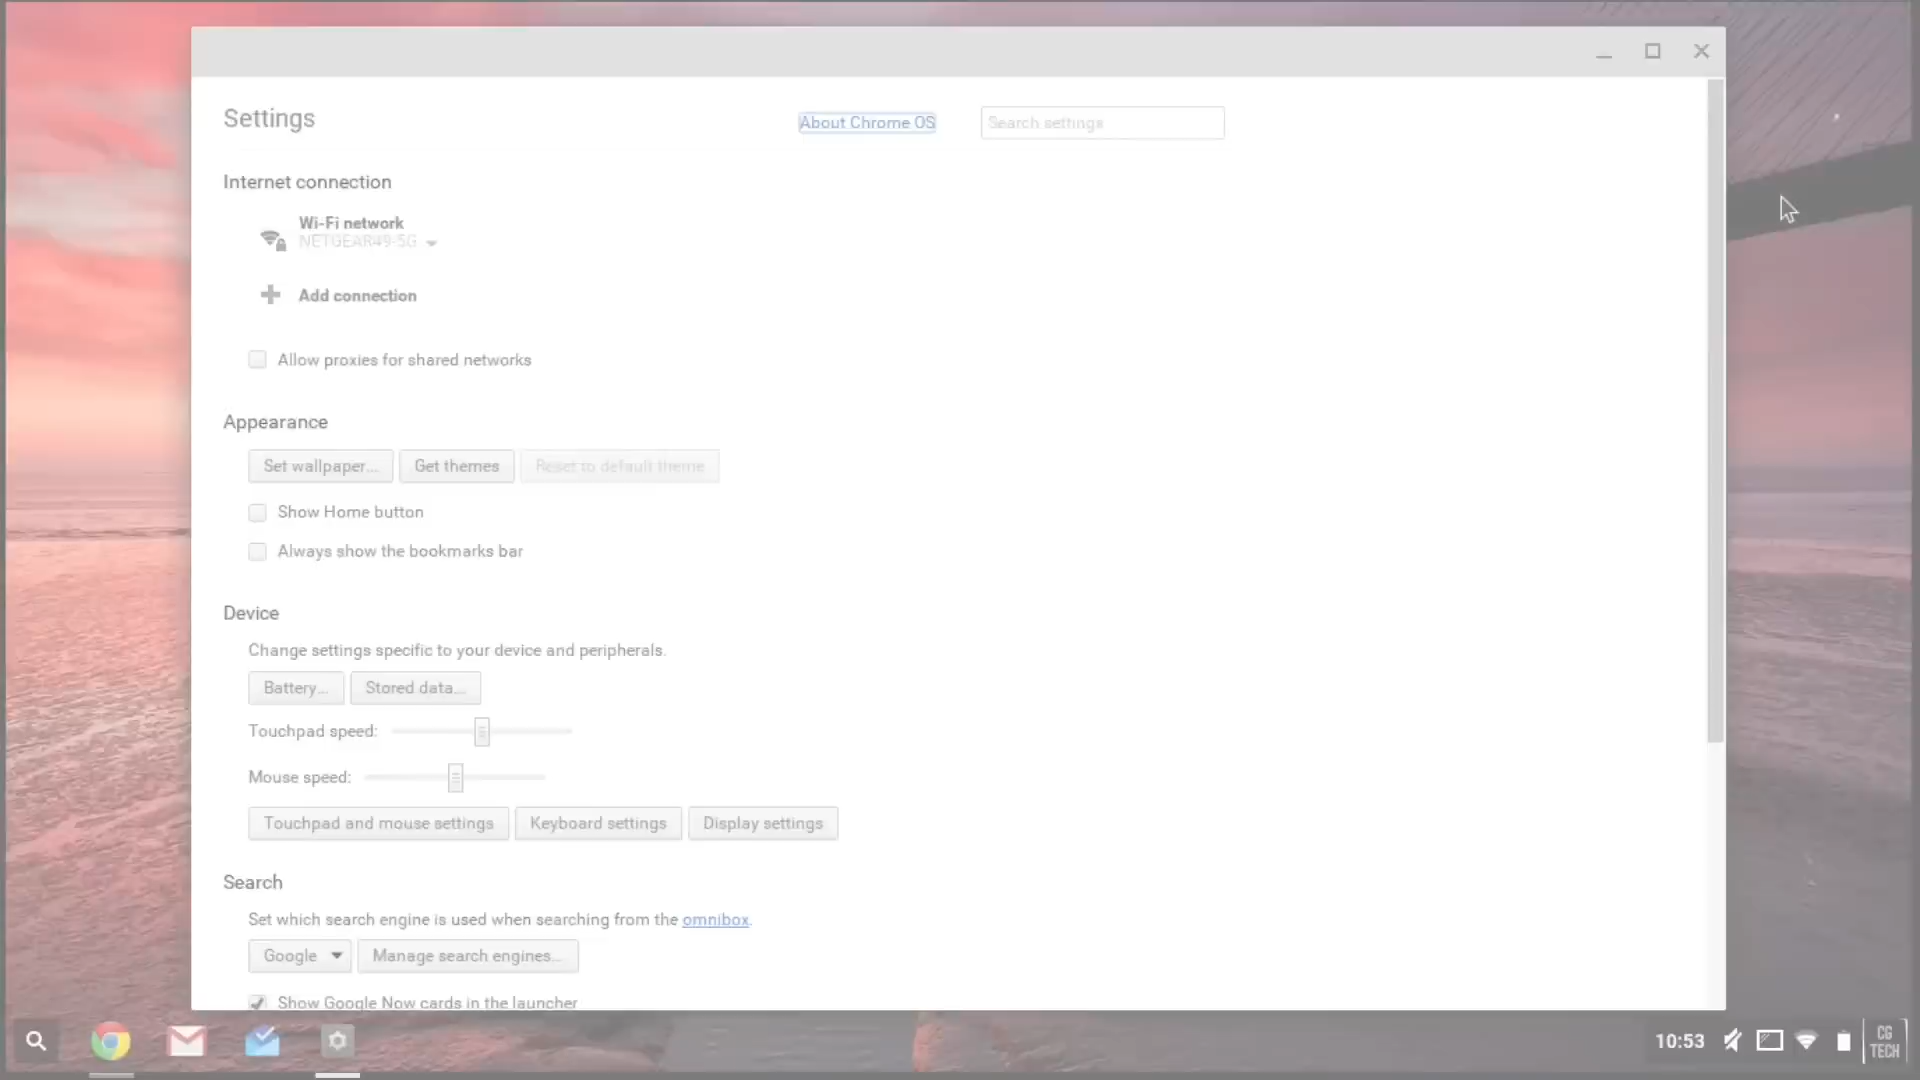 Settings
About Chrome OS
Search settings
Internet connection
Wi-Fi network
NETGEAR49-5G
Add connection
Allow proxies for shared networks
Appearance
Set wallpaper...
Get themes
Reset to default theme
Show Home button
Always show the bookmarks bar
Device
Change settings specific to your device and peripherals.
Battery...
Stored data...
Touchpad speed:
Mouse speed:
Touchpad and mouse settings
Keyboard settings
Display settings
Search
Set which search engine is used when searching from the omnibox.
Google
Manage search engines...
Show Google Now cards in the launcher
10:53
CG
TECH